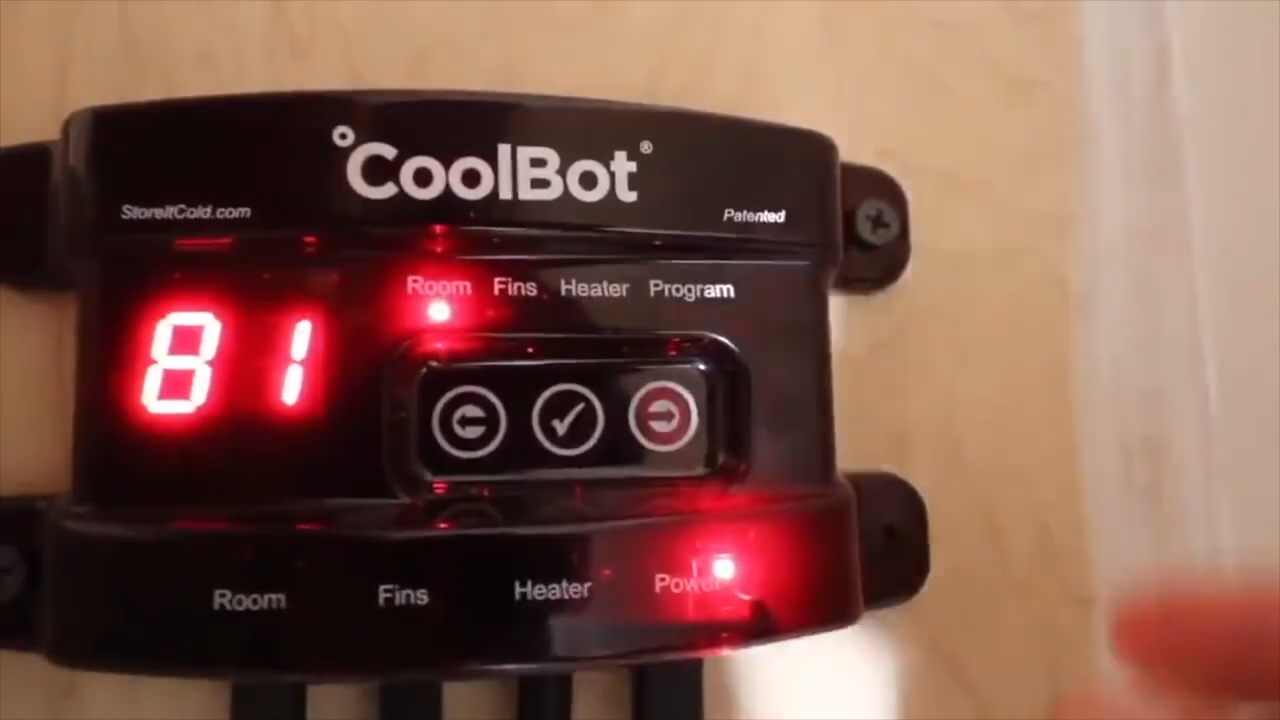 °CoolBot®
StoreItCold.com
Patented
Room Fins Heater Program
81
Room Fins Heater Power